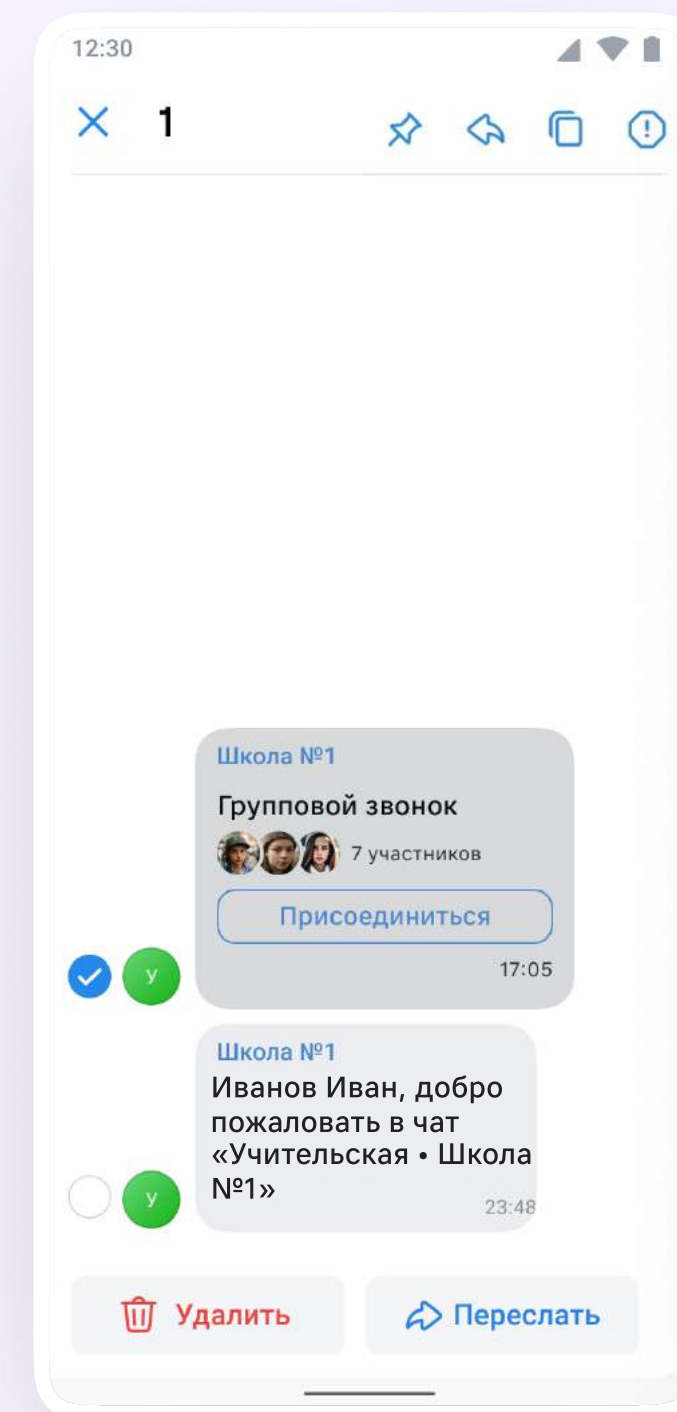 12:30
1
Школа №1
Групповой звонок
7 участников
Присоединиться
17:05
У
Школа №1
Иванов Иван, добро
пожаловать в чат
«Учительская • Школа
№1»
23:48
У
Удалить
Переслать